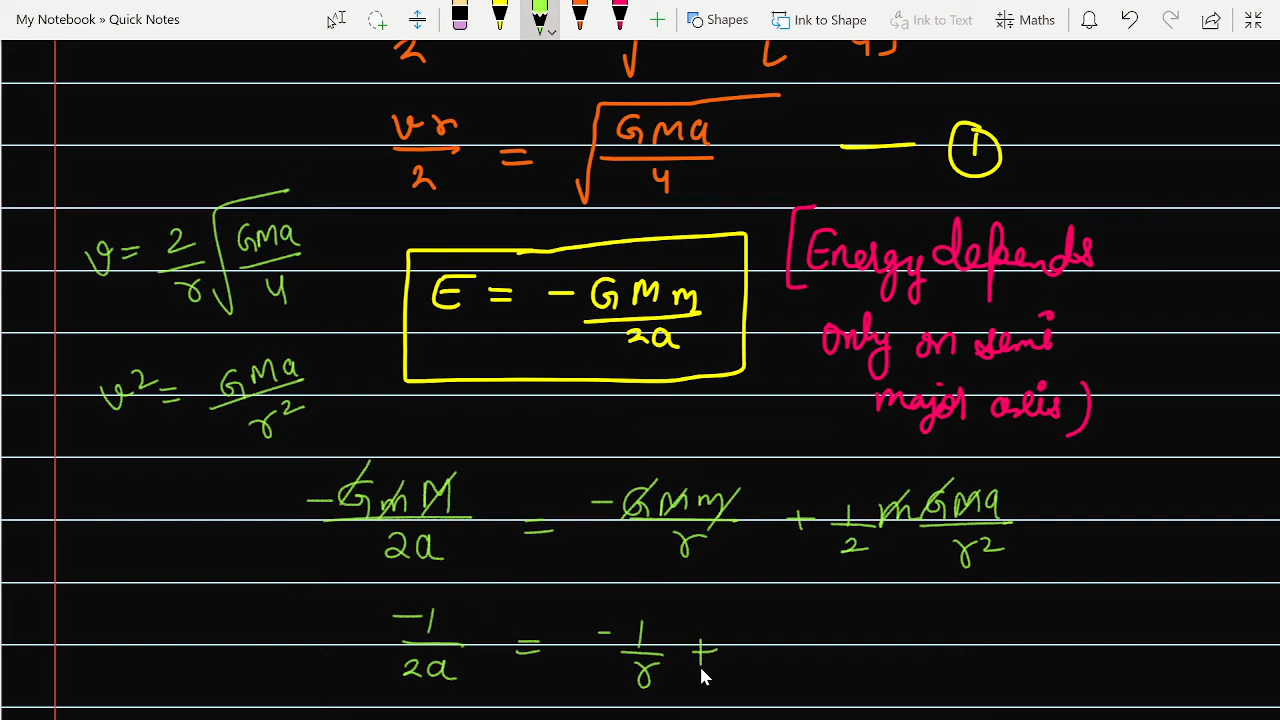 My Notebook » Quick Notes Shapes Ink to Shape Ink to Text Maths
vr/2 = √(GMa/4) — ①
v = 2/r √(GMa/4)
E = -GMm/2a
[Energy depends
only on semi
major axis)
v² = GMa/r²
-GmM/2a = -GMm/r + 1/2 m GMa/r²
-1/2a = -1/r +